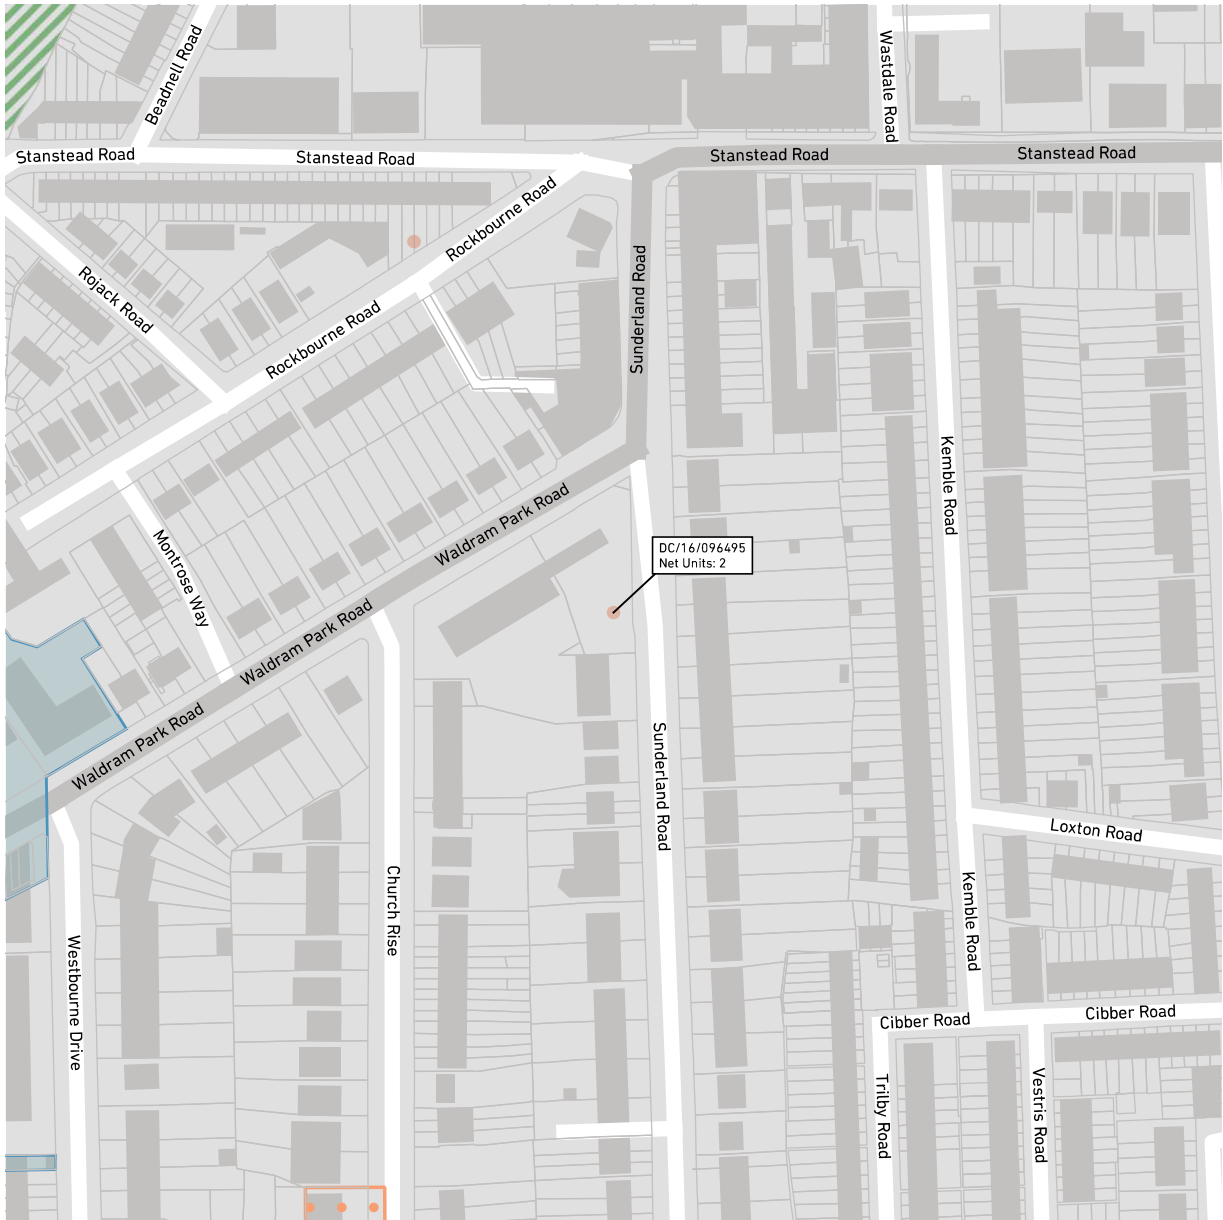 Beadnell Road
Wastdale Road
Stanstead Road
Stanstead Road
Stanstead Road
Stanstead Road
Rockbourne Road
Rojack Road
Sunderland Road
Rockbourne Road
Kemble Road
Waldram Park Road
Montrose Way
DC/16/096495
Net Units: 2
Waldram Park Road
Waldram Park Road
Sunderland Road
Loxton Road
Church Rise
Kemble Road
Westbourne Drive
Cibber Road
Cibber Road
Trilby Road
Vestris Road